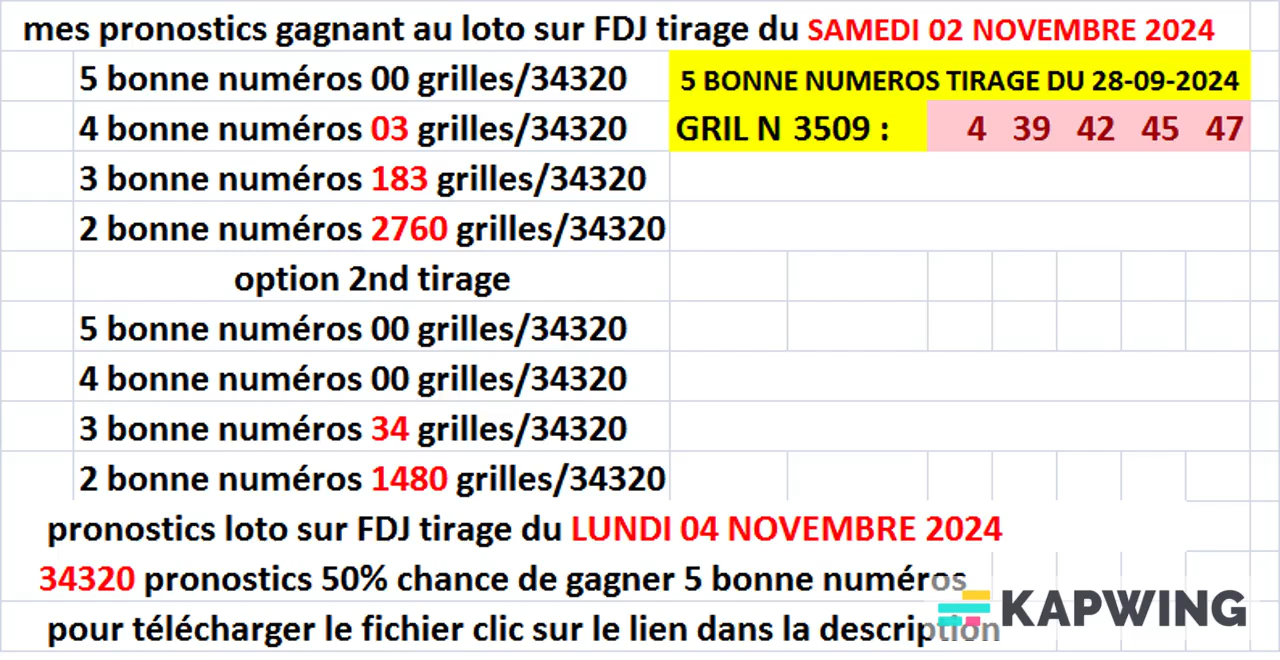 mes pronostics gagnant au loto sur FDJ tirage du SAMEDI 02 NOVEMBRE 2024
5 bonne numéros 00 grilles/34320
5 BONNE NUMEROS TIRAGE DU 28-09-2024
4 bonne numéros 03 grilles/34320
GRIL N 3509 : 4 39 42 45 47
3 bonne numéros 183 grilles/34320
2 bonne numéros 2760 grilles/34320
option 2nd tirage
5 bonne numéros 00 grilles/34320
4 bonne numéros 00 grilles/34320
3 bonne numéros 34 grilles/34320
2 bonne numéros 1480 grilles/34320
pronostics loto sur FDJ tirage du LUNDI 04 NOVEMBRE 2024
34320 pronostics 50% chance de gagner 5 bonne numéros
pour télécharger le fichier clic sur le lien dans la description
KAPWING